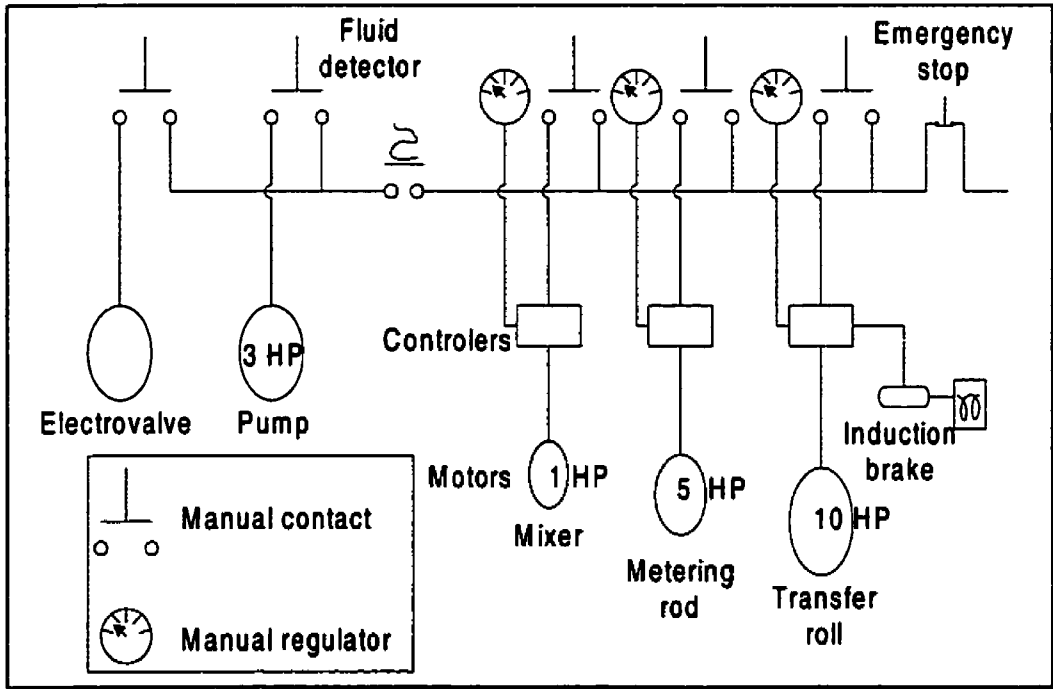 Fluid
detector
Emergency
stop
Controlers
3 HP
Electrovalve
Pump
Induction
brake
Motors
1 HP
5 HP
10 HP
Mixer
Metering
rod
Transfer
roll
Manual contact
Manual regulator